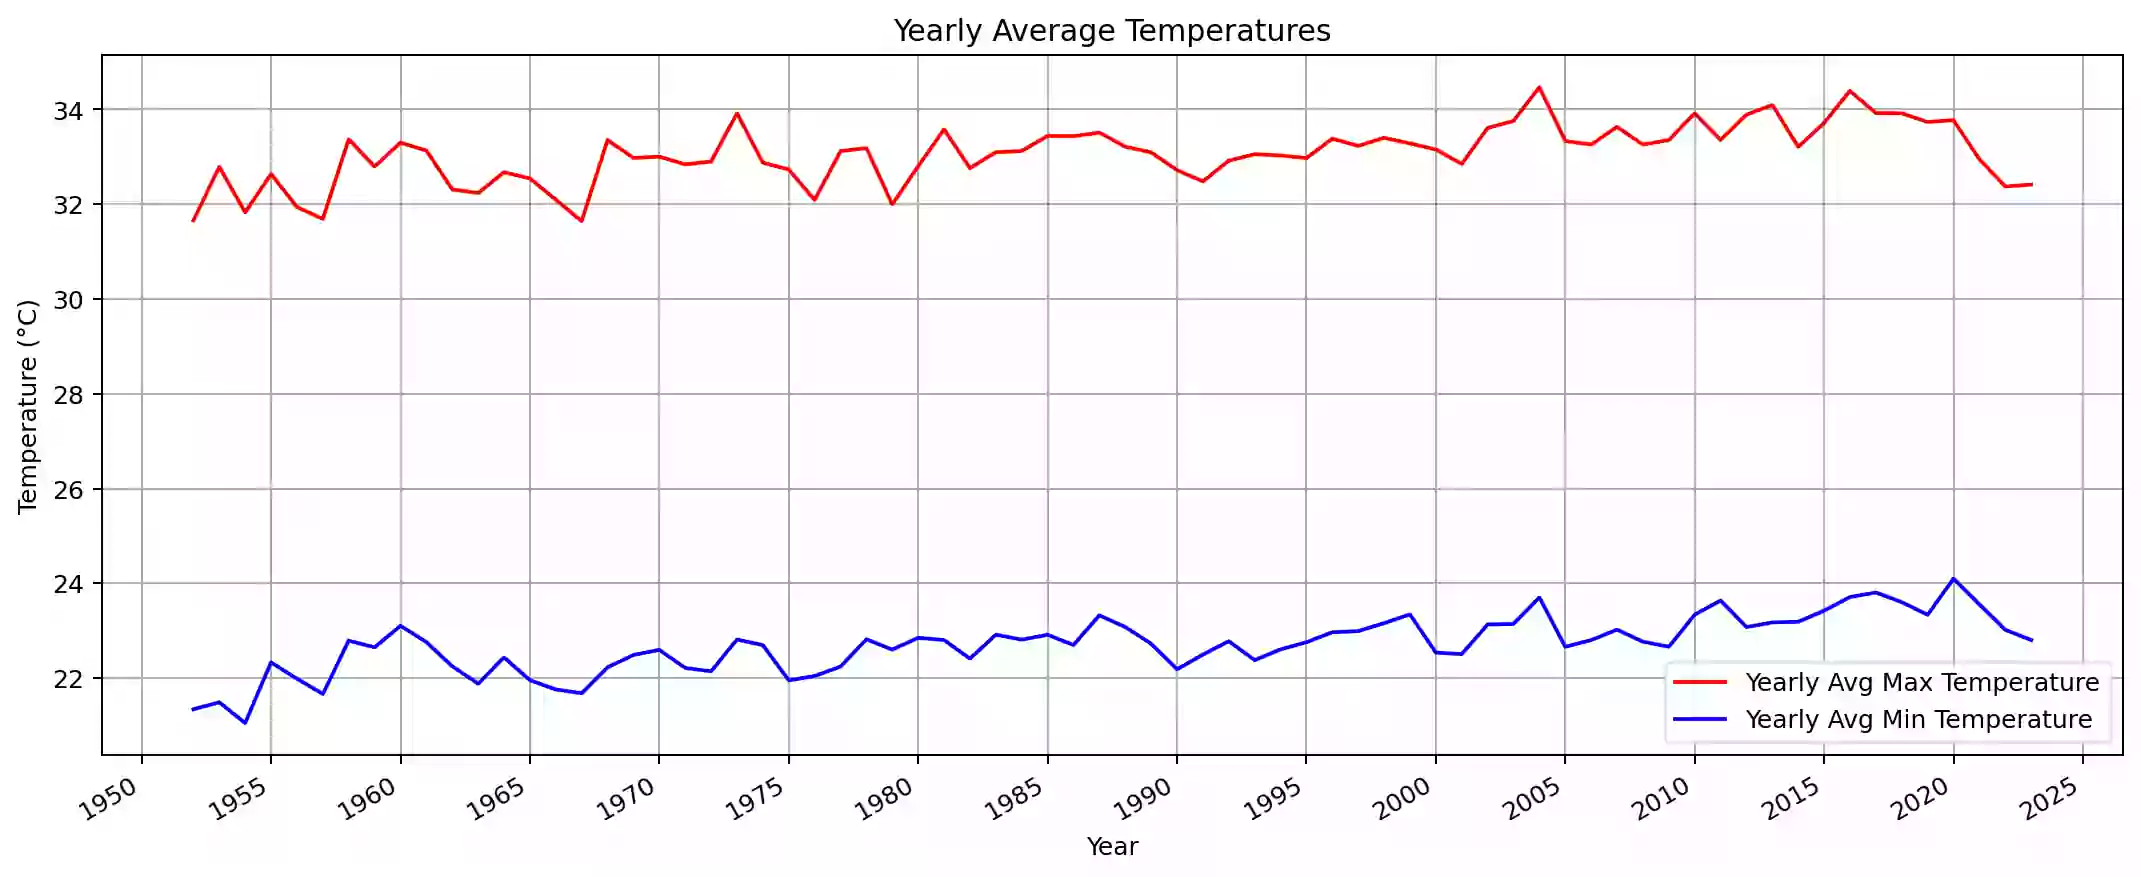 Yearly Average Temperatures
Temperature (°C)
34
32
30
28
26
24
22
Yearly Avg Max Temperature
Yearly Avg Min Temperature
1950 1955 1960 1965 1970 1975 1980 1985 1990 1995 2000 2005 2010 2015 2020 2025
Year